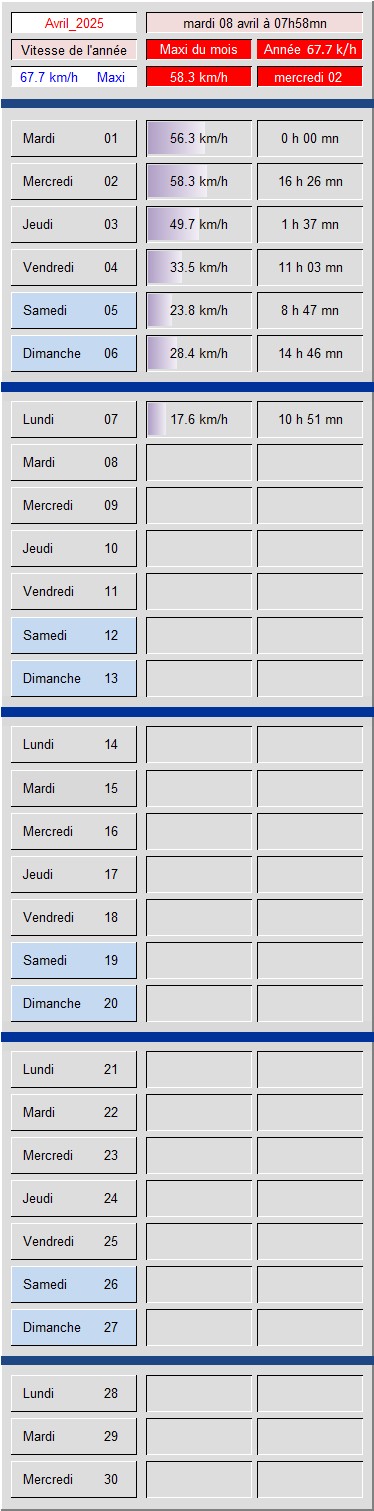 Avril_2025 mardi 08 avril à 07h58mn
Vitesse de l'année Maxi du mois Année 67.7 k/h
67.7 km/h Maxi 58.3 km/h mercredi 02
Mardi 01 56.3 km/h 0 h 00 mn
Mercredi 02 58.3 km/h 16 h 26 mn
Jeudi 03 49.7 km/h 1 h 37 mn
Vendredi 04 33.5 km/h 11 h 03 mn
Samedi 05 23.8 km/h 8 h 47 mn
Dimanche 06 28.4 km/h 14 h 46 mn
Lundi 07 17.6 km/h 10 h 51 mn
Mardi 08
Mercredi 09
Jeudi 10
Vendredi 11
Samedi 12
Dimanche 13
Lundi 14
Mardi 15
Mercredi 16
Jeudi 17
Vendredi 18
Samedi 19
Dimanche 20
Lundi 21
Mardi 22
Mercredi 23
Jeudi 24
Vendredi 25
Samedi 26
Dimanche 27
Lundi 28
Mardi 29
Mercredi 30